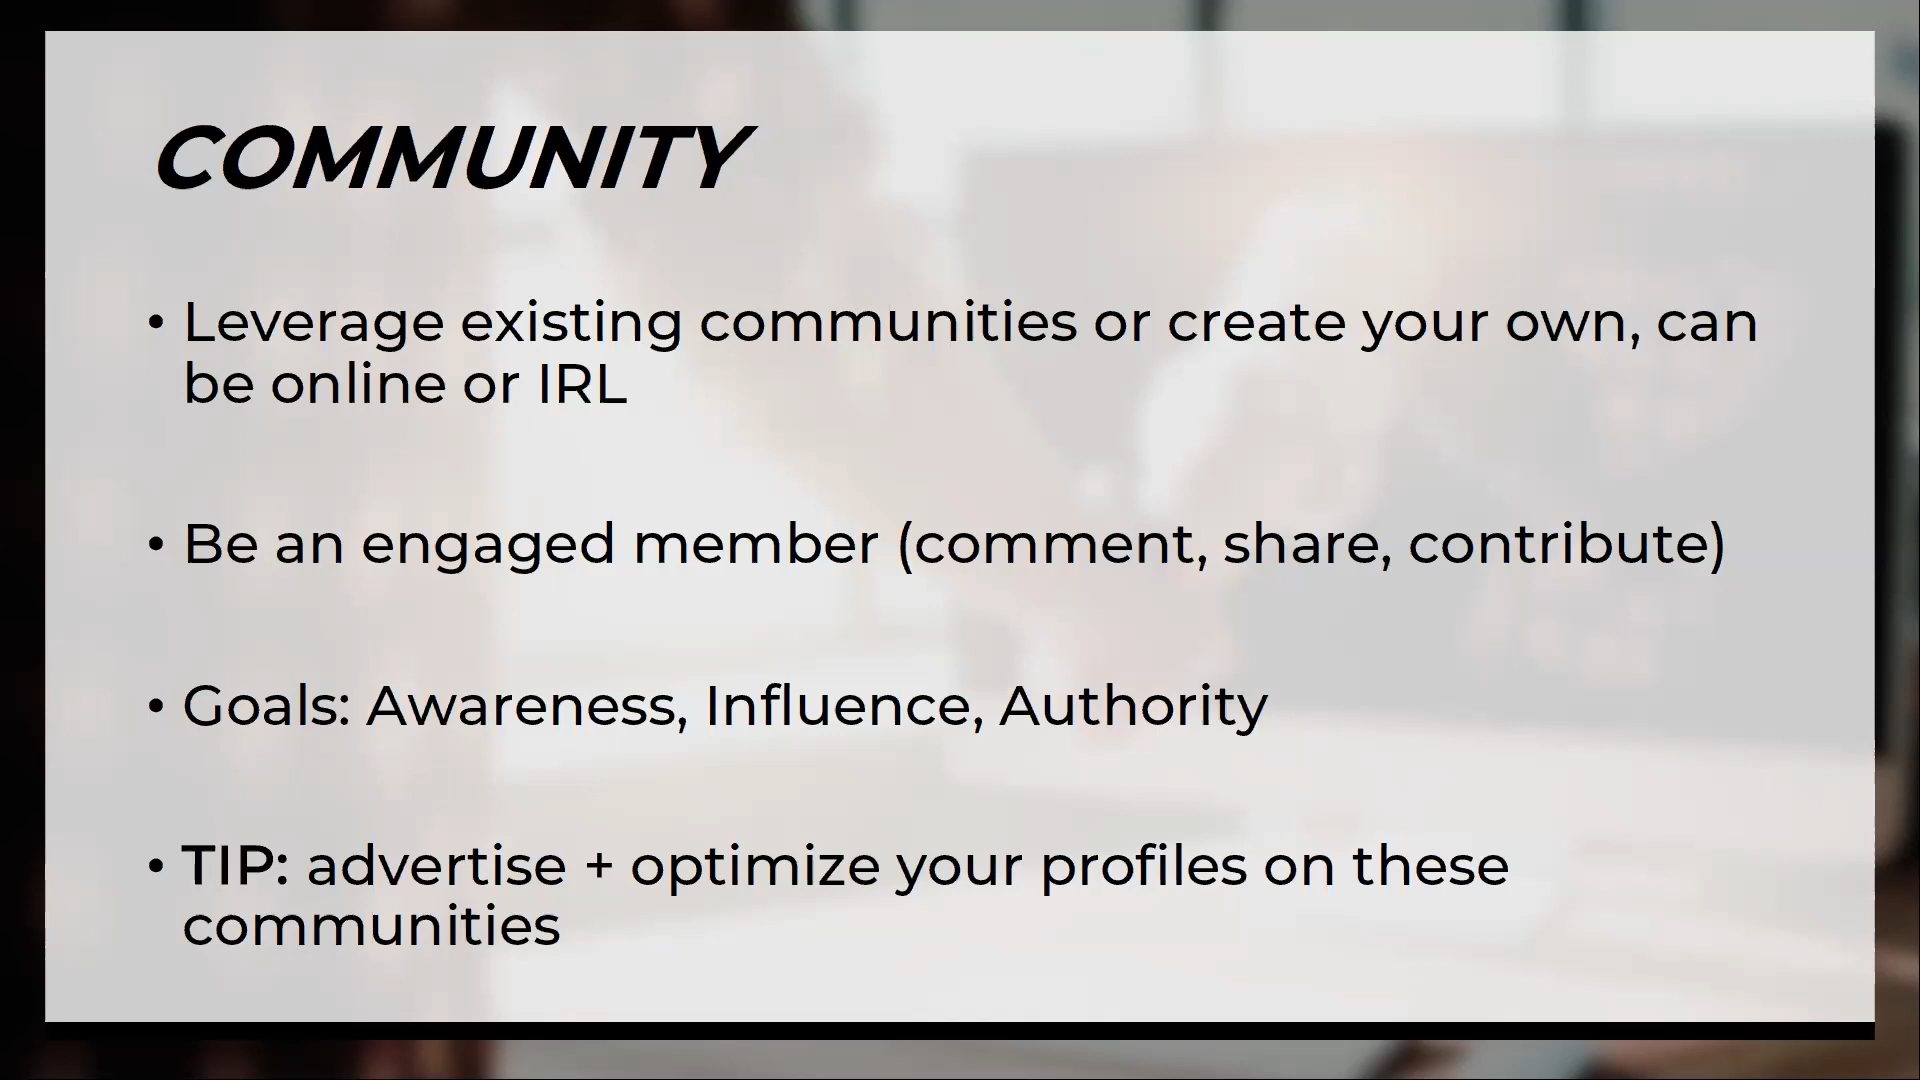 COMMUNITY
• Leverage existing communities or create your own, can
be online or IRL
• Be an engaged member (comment, share, contribute)
• Goals: Awareness, Influence, Authority
• TIP: advertise + optimize your profiles on these
communities